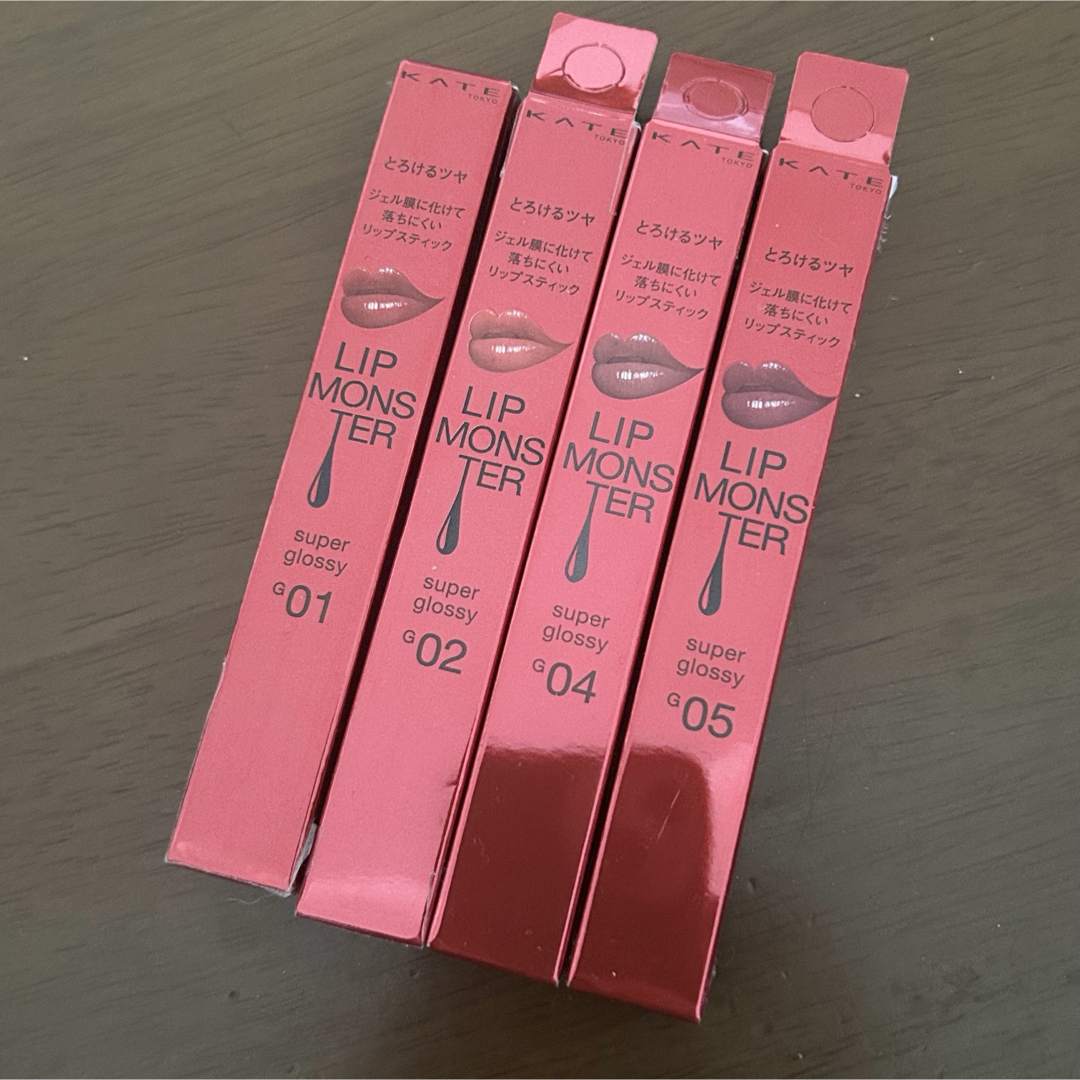 KATE
TOKYO
とろけるツヤ
ジェル膜に化けて
落ちにくい
リップスティック
LIP
MONS
TER
super
glossy
G01
KATE
TOKYO
とろけるツヤ
ジェル膜に化けて
落ちにくい
リップスティック
LIP
MONS
TER
super
glossy
G02
KATE
TOKYO
とろけるツヤ
ジェル膜に化けて
落ちにくい
リップスティック
LIP
MONS
TER
super
glossy
G04
KATE
TOKYO
とろけるツヤ
ジェル膜に化けて
落ちにくい
リップスティック
LIP
MONS
TER
super
glossy
G05